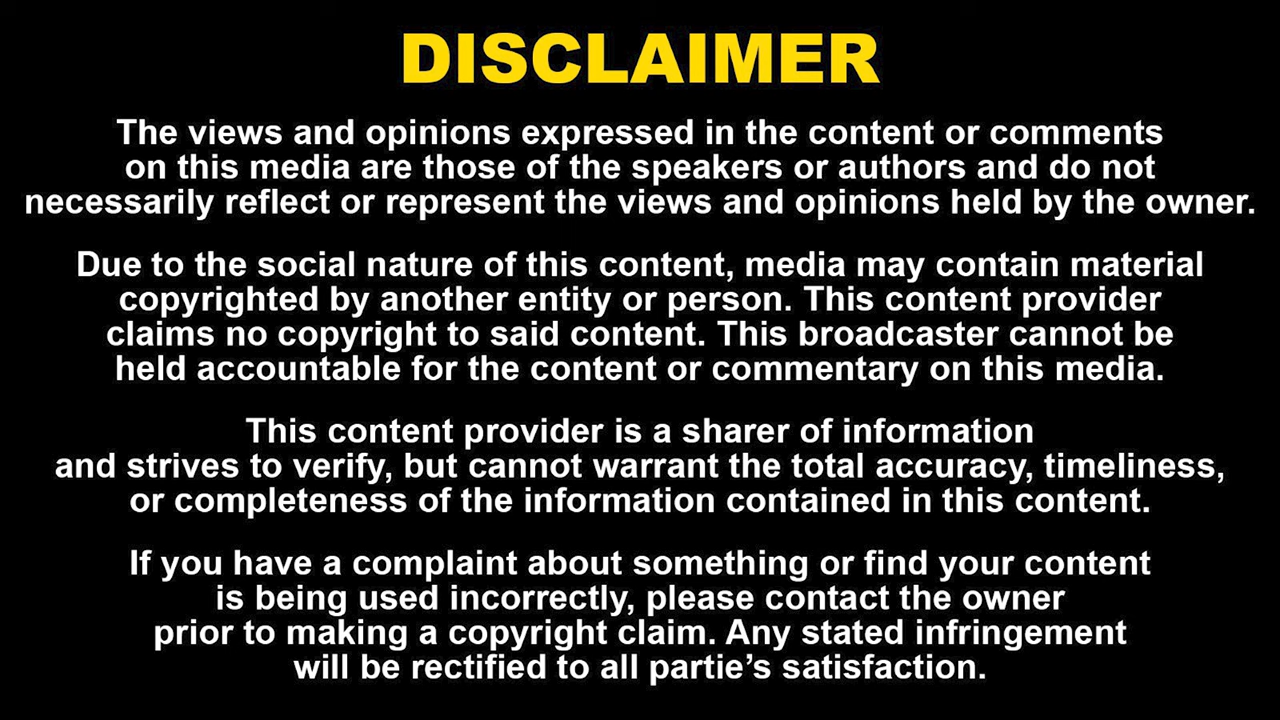 DISCLAIMER
The views and opinions expressed in the content or comments
on this media are those of the speakers or authors and do not
necessarily reflect or represent the views and opinions held by the owner.
Due to the social nature of this content, media may contain material
copyrighted by another entity or person. This content provider
claims no copyright to said content. This broadcaster cannot be
held accountable for the content or commentary on this media.
This content provider is a sharer of information
and strives to verify, but cannot warrant the total accuracy, timeliness,
or completeness of the information contained in this content.
If you have a complaint about something or find your content
is being used incorrectly, please contact the owner
prior to making a copyright claim. Any stated infringement
will be rectified to all partie’s satisfaction.